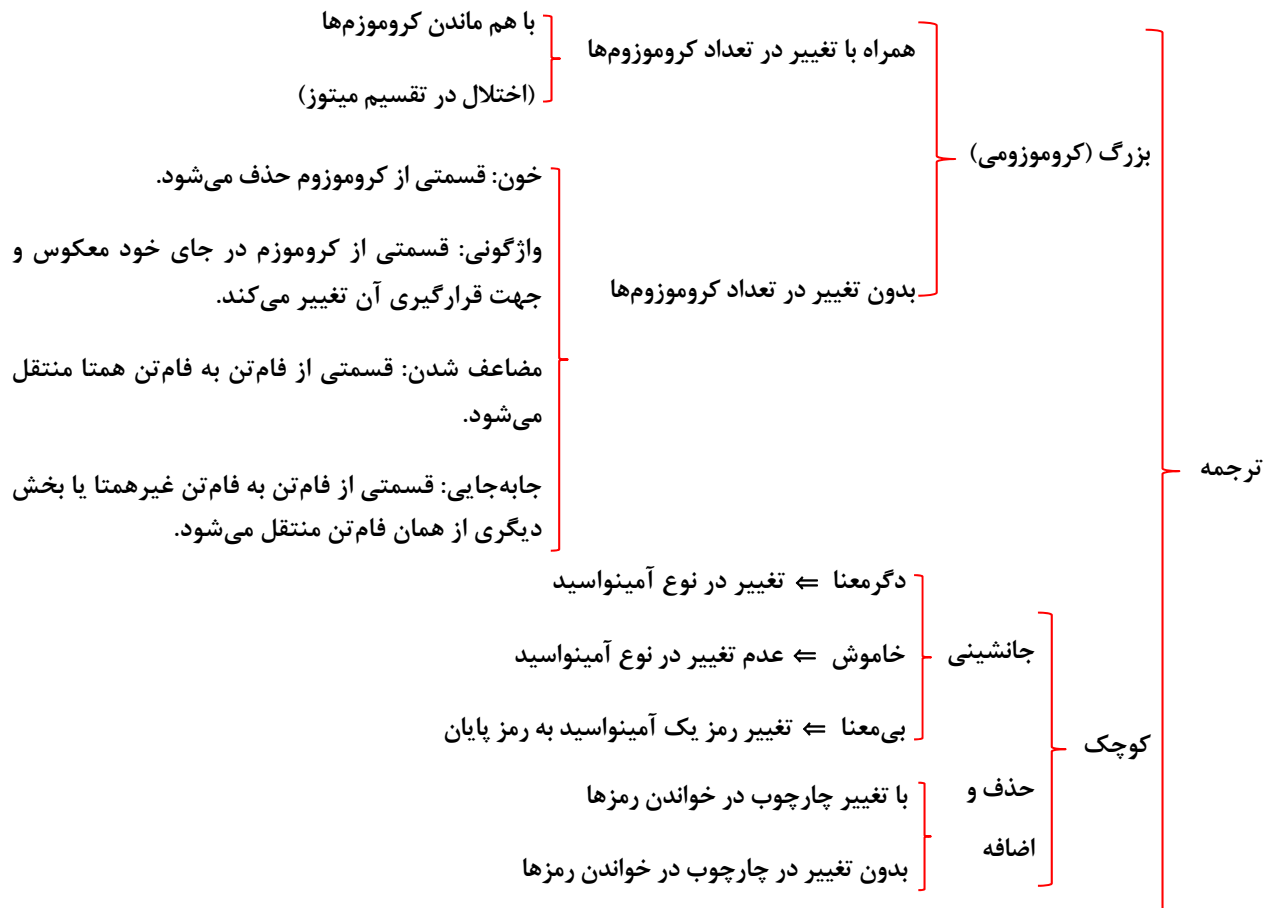 ترجمه
بزرگ (کروموزومی)
همراه با تغییر در تعداد کروموزوم‌ها
با هم ماندن کروموزم‌ها
(اختلال در تقسیم میتوز)
بدون تغییر در تعداد کروموزوم‌ها
خون: قسمتی از کروموزوم حذف می‌شود.
واژگونی: قسمتی از کروموزم در جای خود معکوس و
جهت قرارگیری آن تغییر می‌کند.
مضاعف شدن: قسمتی از فام‌تن به فام‌تن همتا منتقل
می‌شود.
جابه‌جایی: قسمتی از فام‌تن به فام‌تن غیرهمتا یا بخش
دیگری از همان فام‌تن منتقل می‌شود.
کوچک
جانشینی
دگرمعنا ⇐ تغییر در نوع آمینواسید
خاموش ⇐ عدم تغییر در نوع آمینواسید
بی‌معنا ⇐ تغییر رمز یک آمینواسید به رمز پایان
حذف و
اضافه
با تغییر چارچوب در خواندن رمزها
بدون تغییر در چارچوب در خواندن رمزها